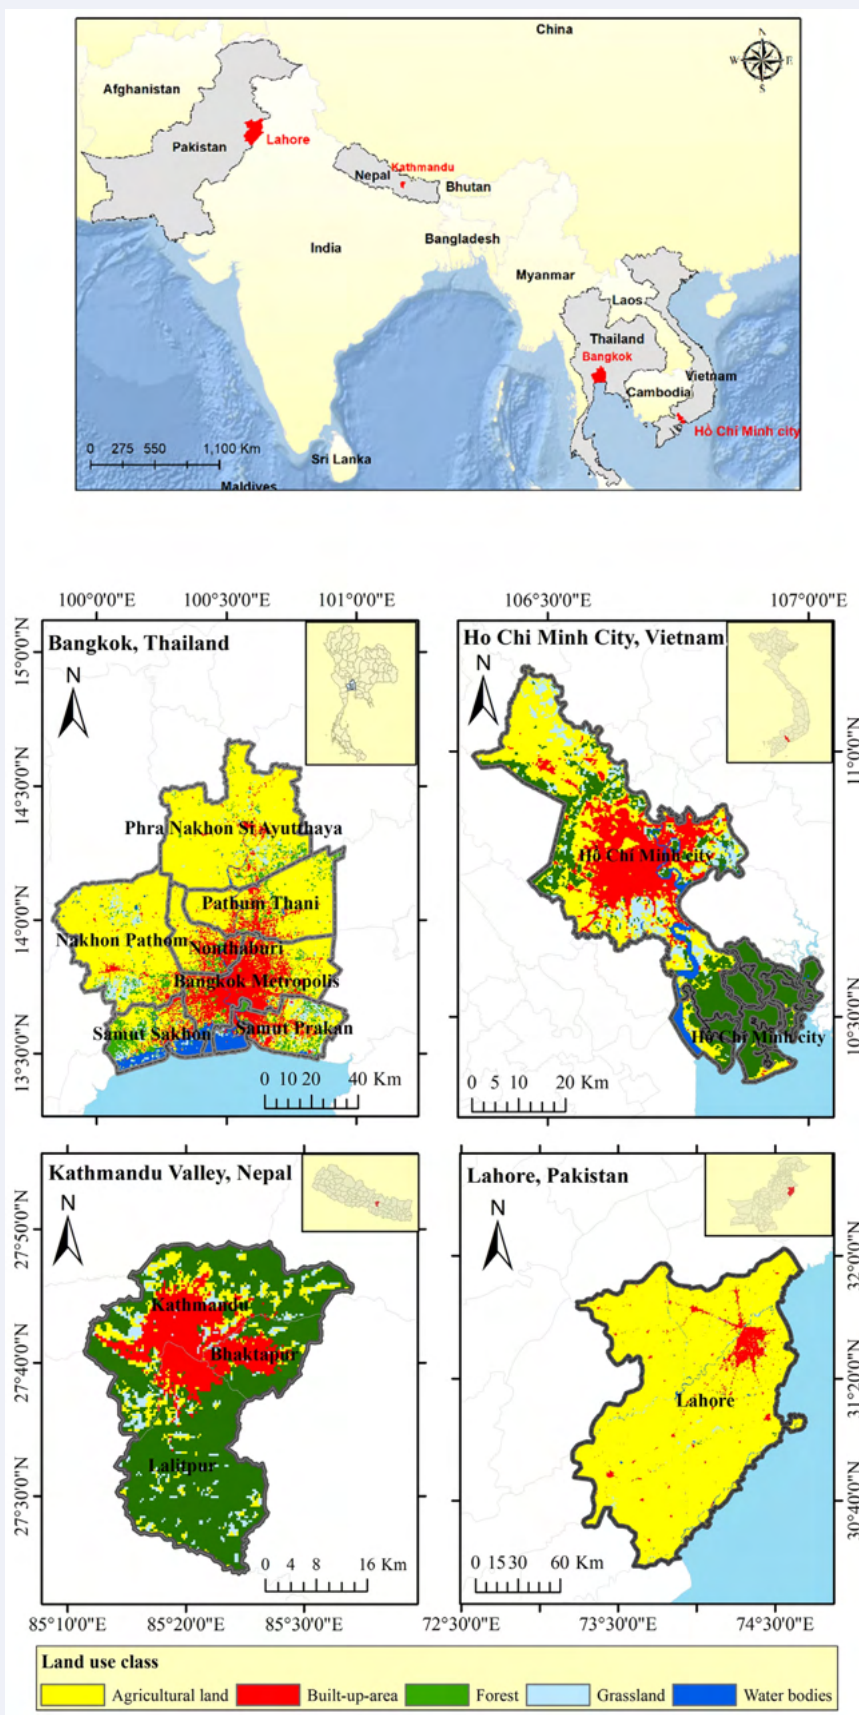 China
N
W E
S
Afghanistan
Pakistan
Lahore
Kathmandu
Nepal
Bhutan
India
Bangladesh
Myanmar
Laos
Thailand
Bangkok
Vietnam
Cambodia
Hồ Chi Minh city
0 275 550 1,100 Km
Sri Lanka
Maldives
100°0'0"E 100°30'0"E 101°0'0"E
106°30'0"E 107°0'0"E
Bangkok, Thailand
N
15°0'0"N
14°30'0"N
14°0'0"N
13°30'0"N
Phra Nakhon Si Ayutthaya
Pathum Thani
Nakhon Pathom
Nonthaburi
Bangkok Metropolis
Samut Sakhon
Samut Prakan
0 10 20 40 Km
Ho Chi Minh City, Vietnam
N
11°0'0"N
10°30'0"N
Hồ Chi Minh city
Hồ Chi Minh city
0 5 10 20 Km
Kathmandu Valley, Nepal
N
27°50'0"N
27°40'0"N
27°30'0"N
Kathmandu
Bhaktapur
Lalitpur
0 4 8 16 Km
85°10'0"E 85°20'0"E 85°30'0"E
Lahore, Pakistan
N
32°0'0"N
31°20'0"N
30°40'0"N
Lahore
0 15 30 60 Km
72°30'0"E 73°30'0"E 74°30'0"E
Land use class
Agricultural land Built-up-area Forest Grassland Water bodies